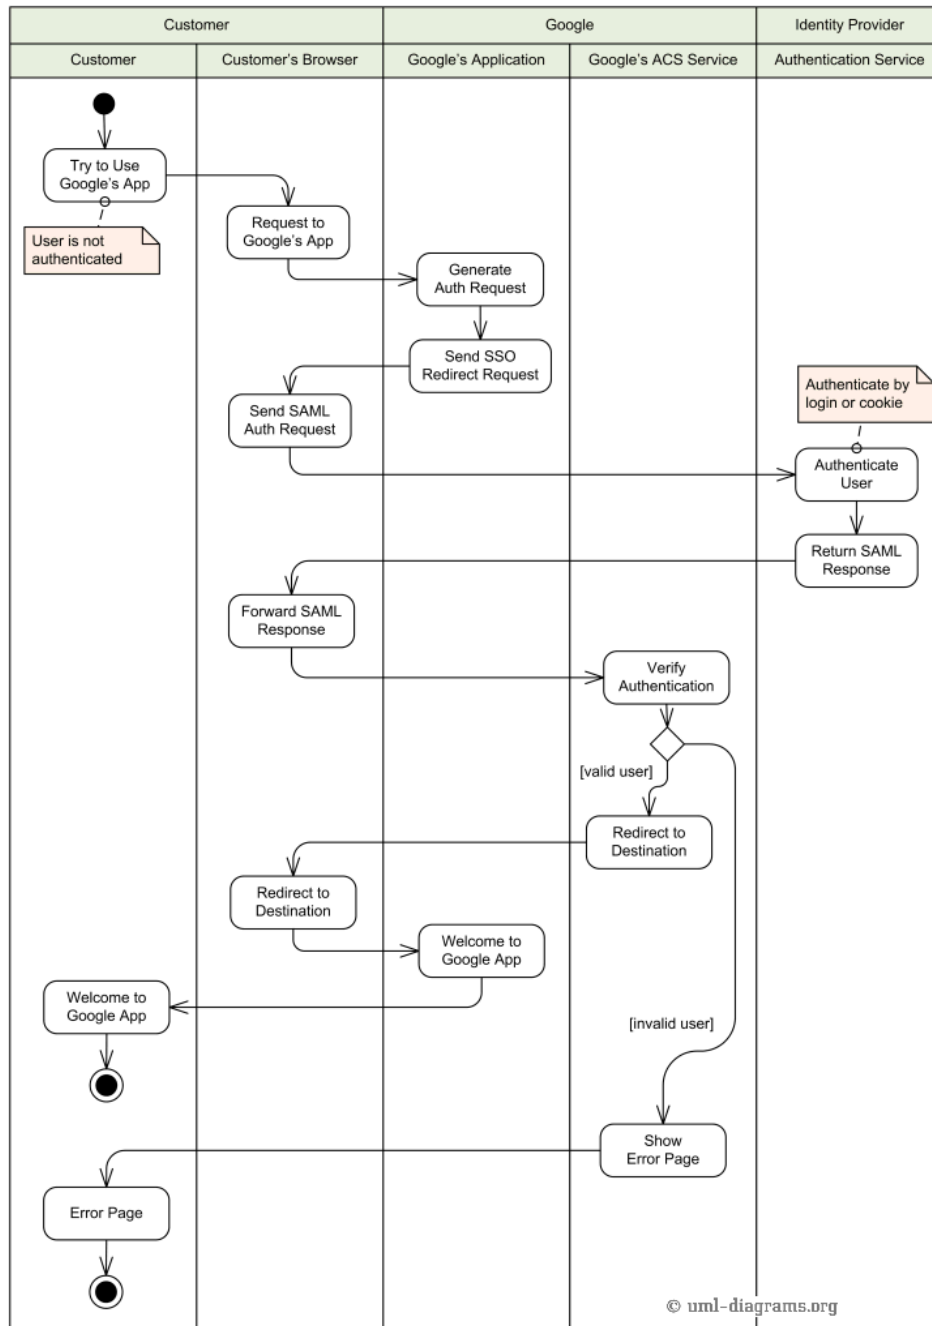 Customer
Google
Identity Provider
Customer
Customer's Browser
Google's Application
Google's ACS Service
Authentication Service
Try to Use
Google's App
User is not
authenticated
Request to
Google's App
Generate
Auth Request
Send SSO
Redirect Request
Authenticate by
login or cookie
Send SAML
Auth Request
Authenticate
User
Return SAML
Response
Forward SAML
Response
Verify
Authentication
[valid user]
Redirect to
Destination
Redirect to
Destination
Welcome to
Google App
Welcome to
Google App
[invalid user]
Show
Error Page
Error Page
© uml-diagrams.org